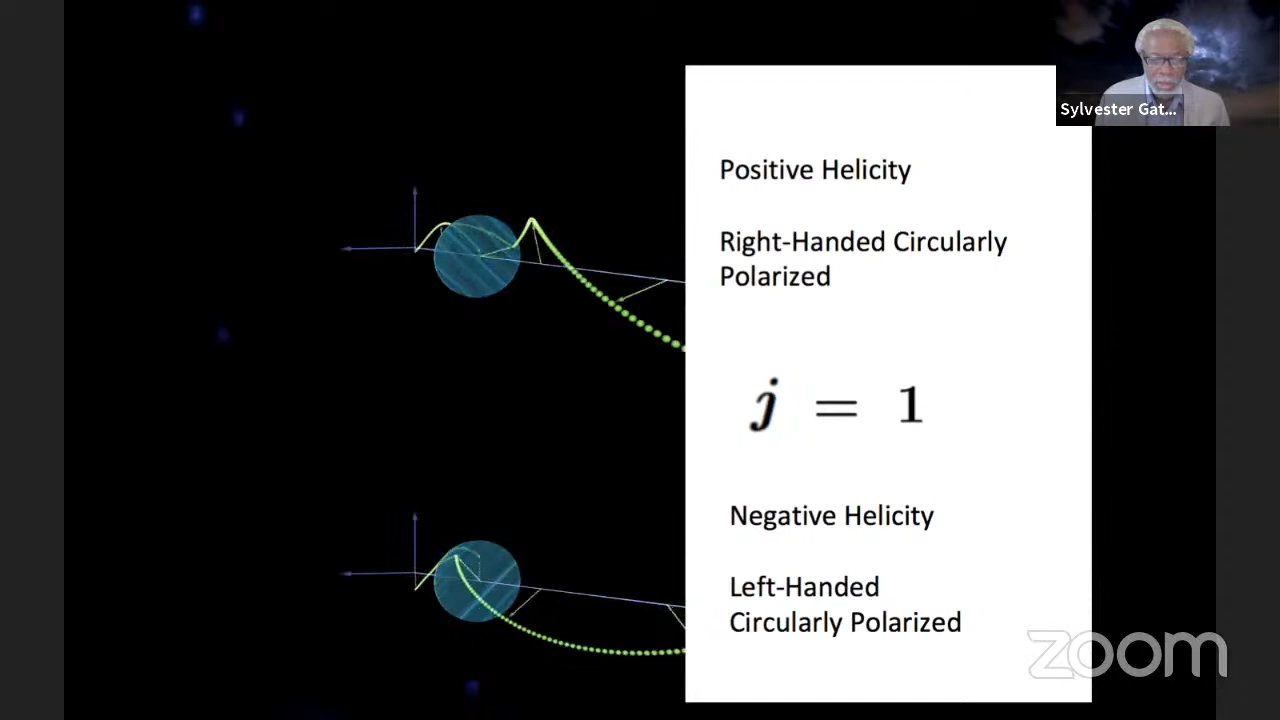 Sylvester Gat...
Positive Helicity
Right-Handed Circularly
Polarized
j = 1
Negative Helicity
Left-Handed
Circularly Polarized
zoom